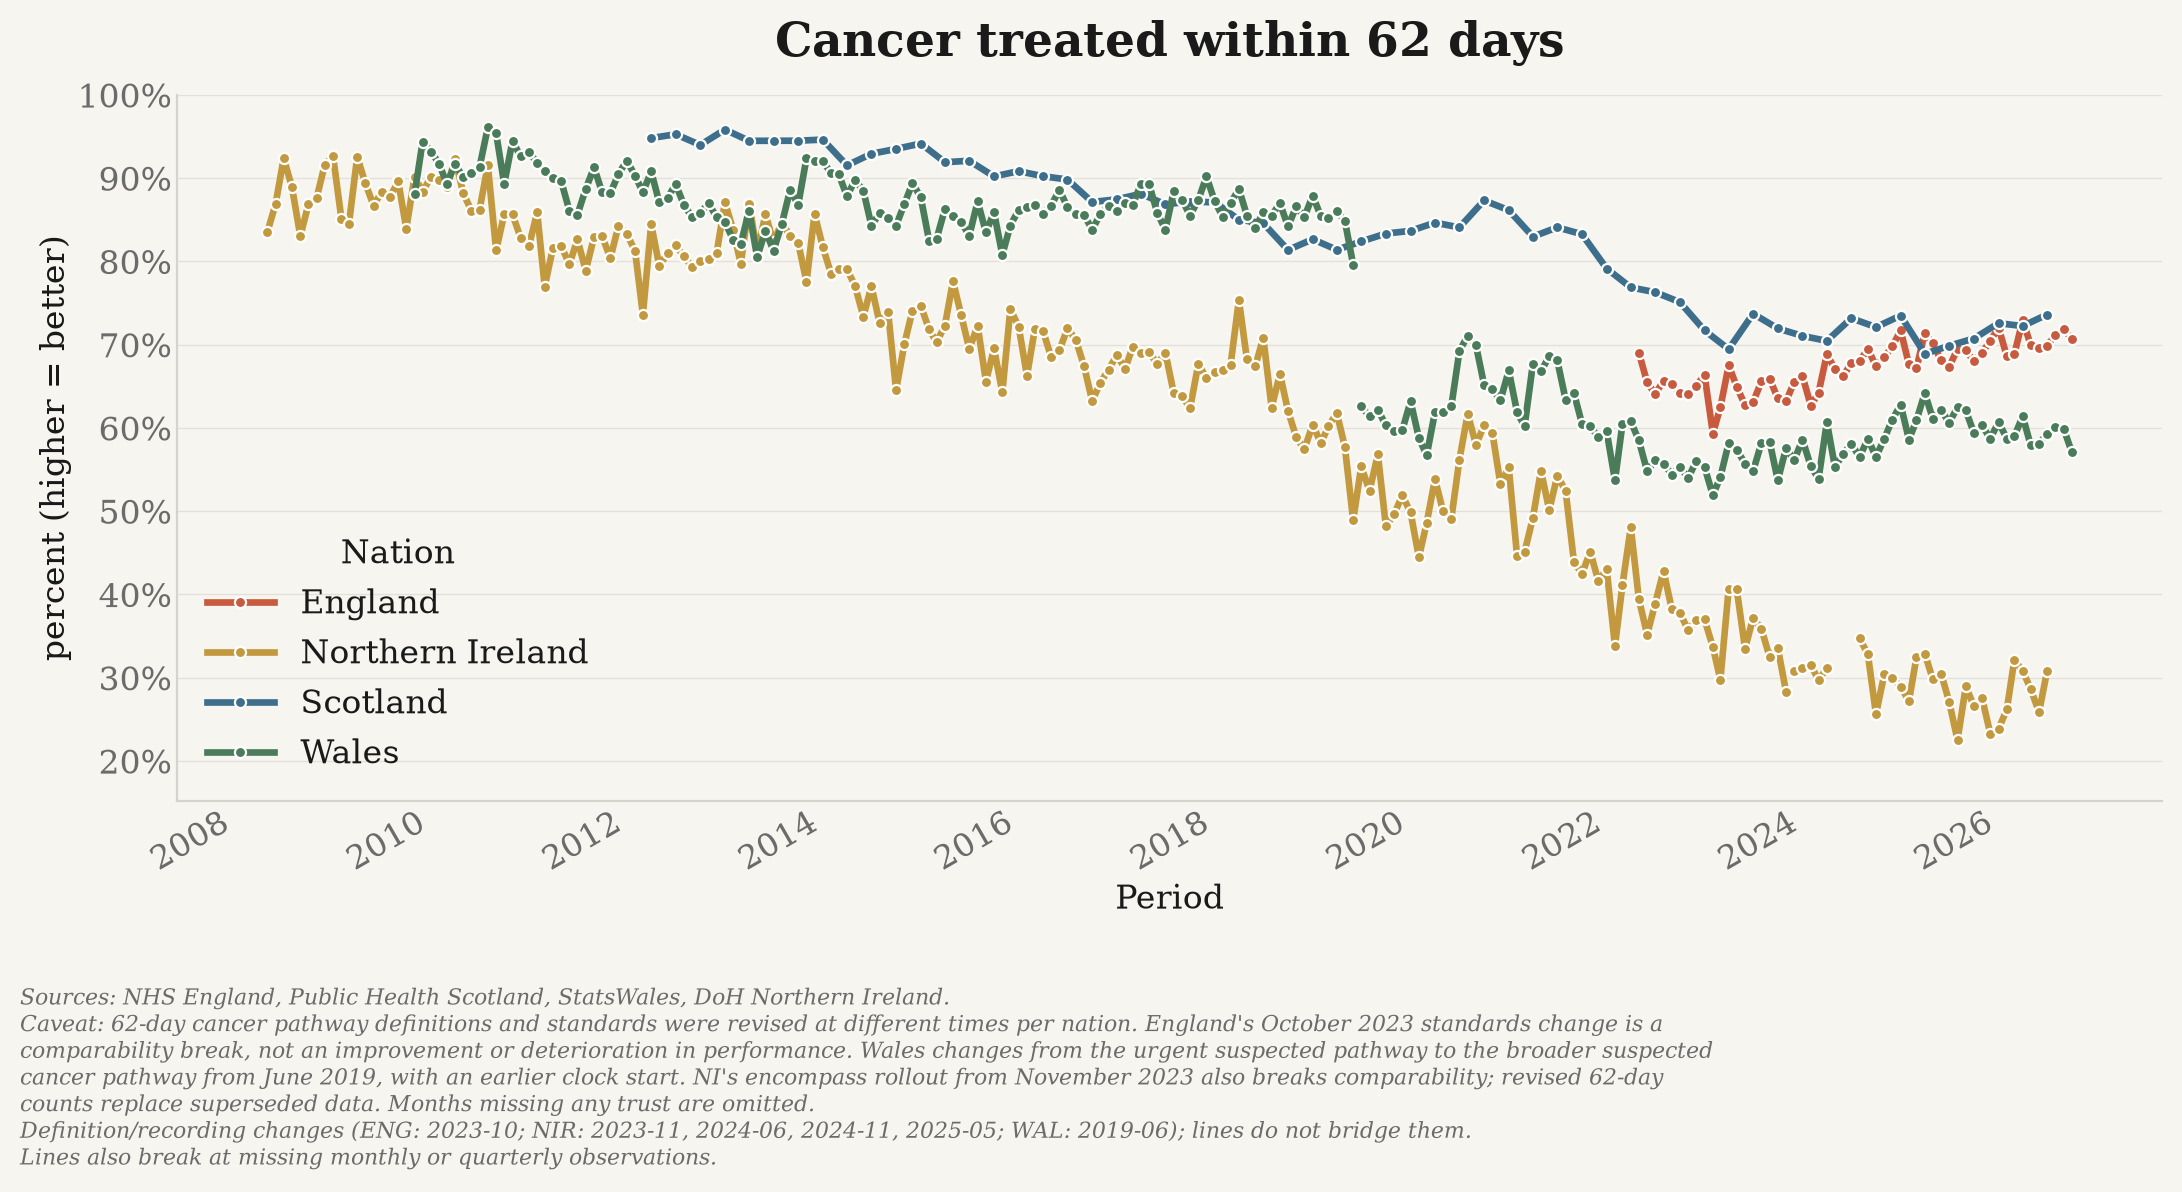 Cancer treated within 62 days
percent (higher = better)
100%
90%
80%
70%
60%
50%
40%
30%
20%
Nation
England
Northern Ireland
Scotland
Wales
2008
2010
2012
2014
2016
2018
2020
2022
2024
2026
Period
Sources: NHS England, Public Health Scotland, StatsWales, DoH Northern Ireland.
Caveat: 62-day cancer pathway definitions and standards were revised at different times per nation. England's October 2023 standards change is a
comparability break, not an improvement or deterioration in performance. Wales changes from the urgent suspected pathway to the broader suspected
cancer pathway from June 2019, with an earlier clock start. NI's encompass rollout from November 2023 also breaks comparability; revised 62-day
counts replace superseded data. Months missing any trust are omitted.
Definition/recording changes (ENG: 2023-10; NIR: 2023-11, 2024-06, 2024-11, 2025-05; WAL: 2019-06); lines do not bridge them.
Lines also break at missing monthly or quarterly observations.